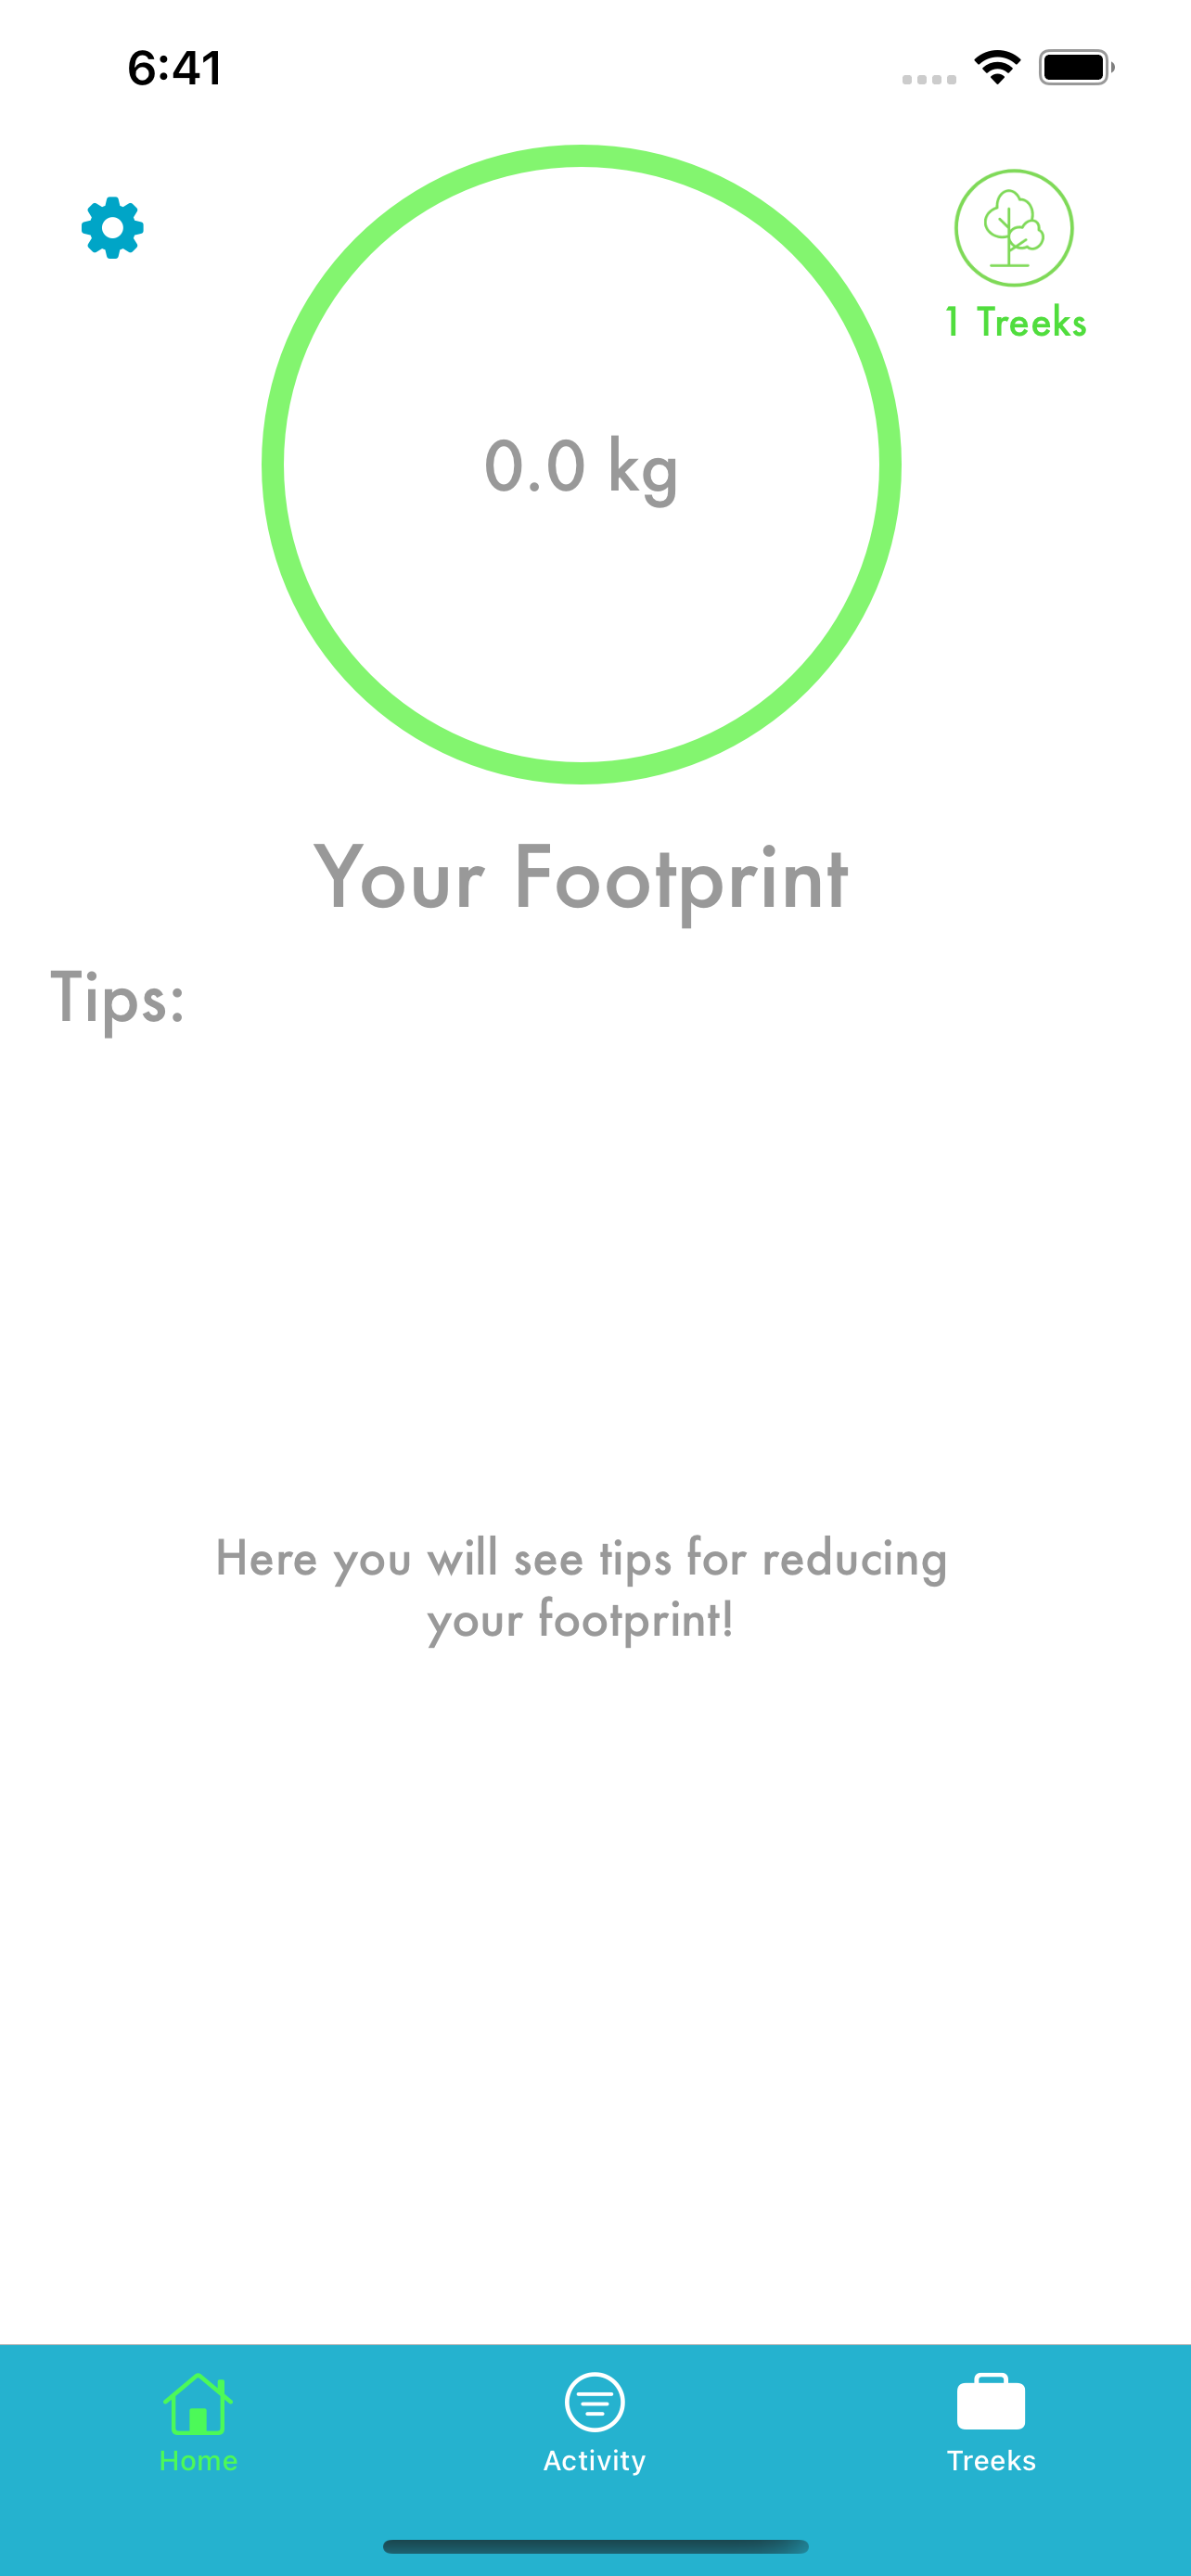 6:41
1 Treeks
0.0 kg
Your Footprint
Tips:
Here you will see tips for reducing
your footprint!
Home
Activity
Treeks